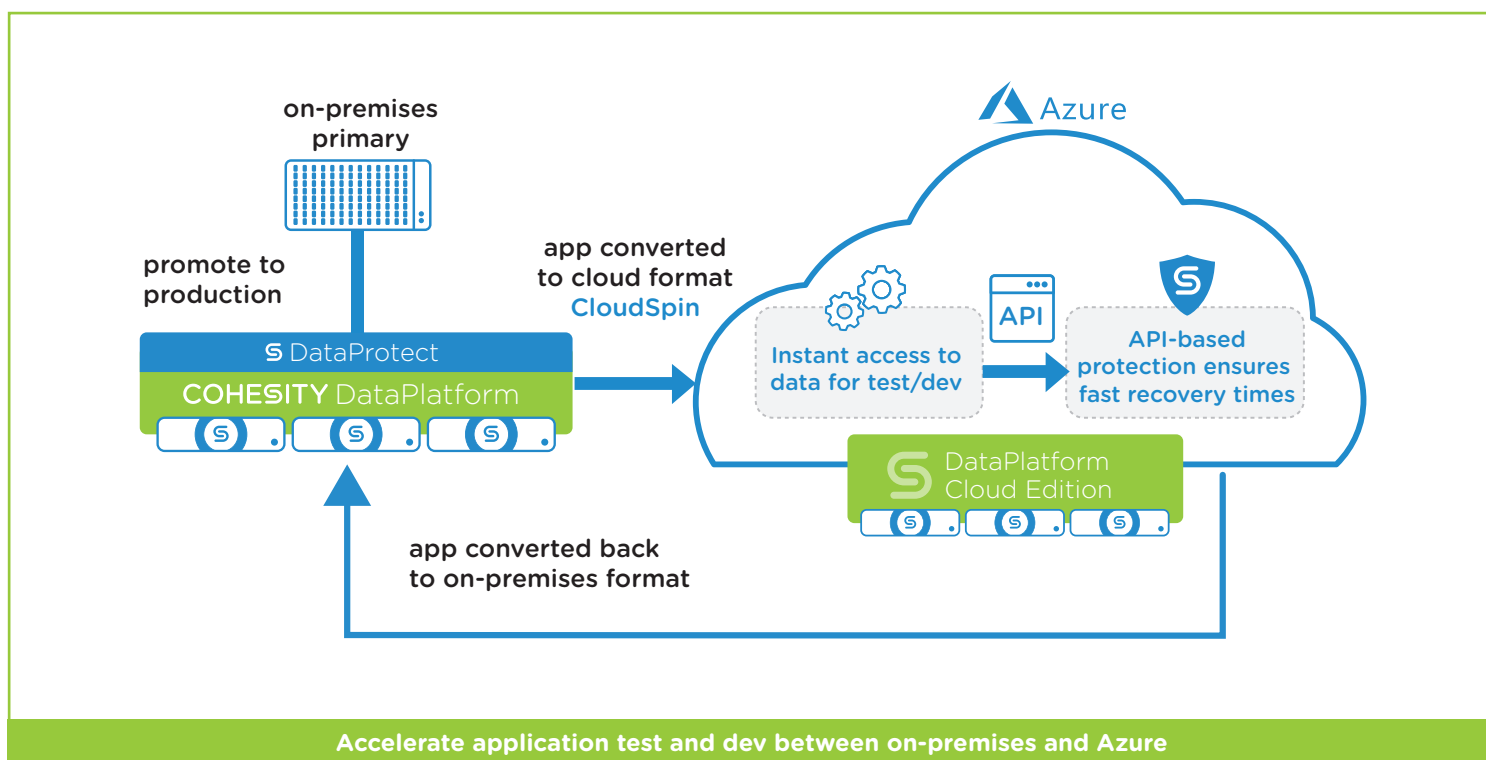 on-premises
primary
Azure
promote to
production
app converted
to cloud format
CloudSpin
DataProtect
COHESITY DataPlatform
Instant access to
data for test/dev
API
API-based
protection ensures
fast recovery times
DataPlatform
Cloud Edition
app converted back
to on-premises format
Accelerate application test and dev between on-premises and Azure